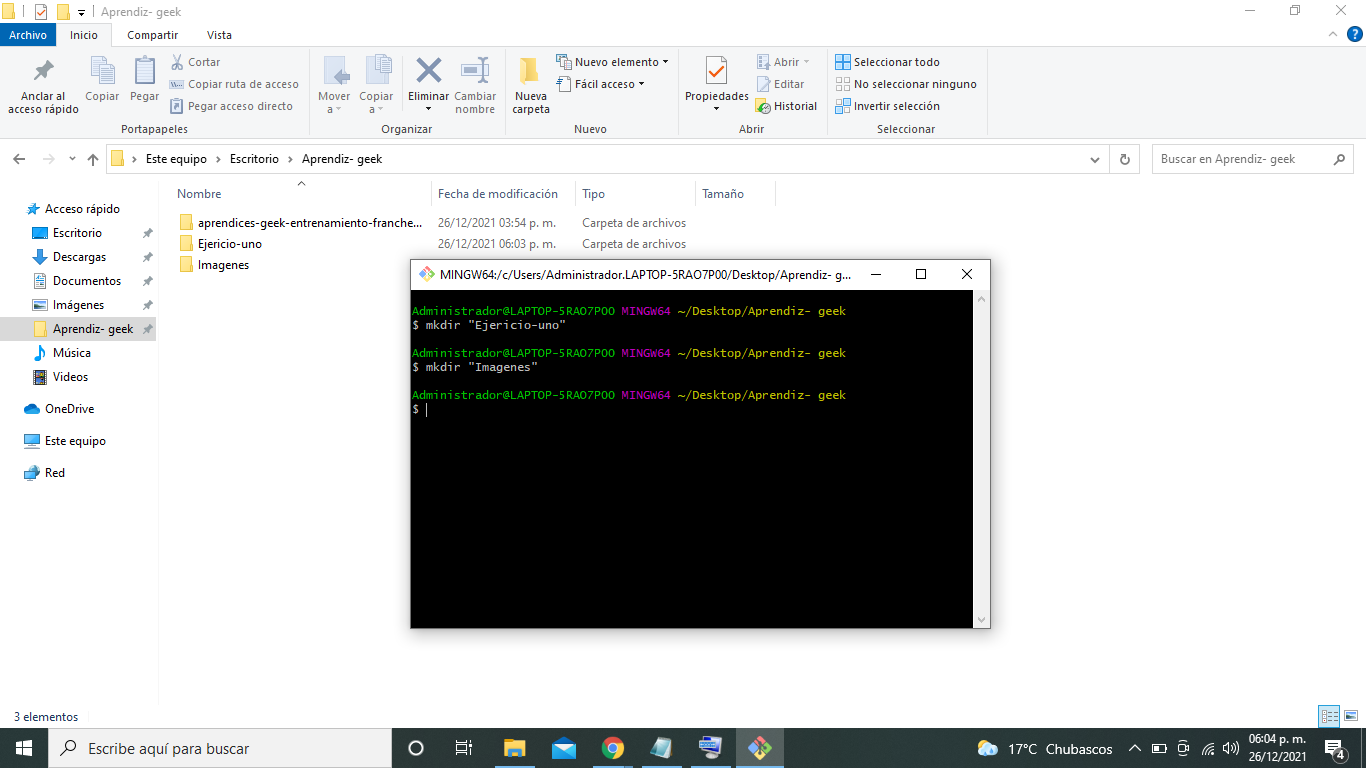 Aprendiz- geek
Archivo Inicio Compartir Vista
Anclar al acceso rápido
Copiar
Pegar
Cortar
Copiar ruta de acceso
Pegar acceso directo
Portapapeles
Mover a
Copiar a
Eliminar
Cambiar nombre
Organizar
Nueva carpeta
Nuevo elemento
Fácil acceso
Nuevo
Propiedades
Abrir
Editar
Historial
Abrir
Seleccionar todo
No seleccionar ninguno
Invertir selección
Seleccionar
Este equipo > Escritorio > Aprendiz- geek
Buscar en Aprendiz- geek
Acceso rápido
Escritorio
Descargas
Documentos
Imágenes
Aprendiz- geek
Música
Videos
OneDrive
Este equipo
Red
Nombre Fecha de modificación Tipo Tamaño
aprendices-geek-entrenamiento-franche... 26/12/2021 03:54 p. m. Carpeta de archivos
Ejericio-uno 26/12/2021 06:03 p. m. Carpeta de archivos
Imagenes
MINGW64:/c/Users/Administrador.LAPTOP-5RAO7P00/Desktop/Aprendiz- g...
Administrador@LAPTOP-5RAO7P00 MINGW64 ~/Desktop/Aprendiz- geek
$ mkdir "Ejericio-uno"
Administrador@LAPTOP-5RAO7P00 MINGW64 ~/Desktop/Aprendiz- geek
$ mkdir "Imagenes"
Administrador@LAPTOP-5RAO7P00 MINGW64 ~/Desktop/Aprendiz- geek
$
3 elementos
Escribe aquí para buscar
17°C Chubascos
06:04 p. m.
26/12/2021
4